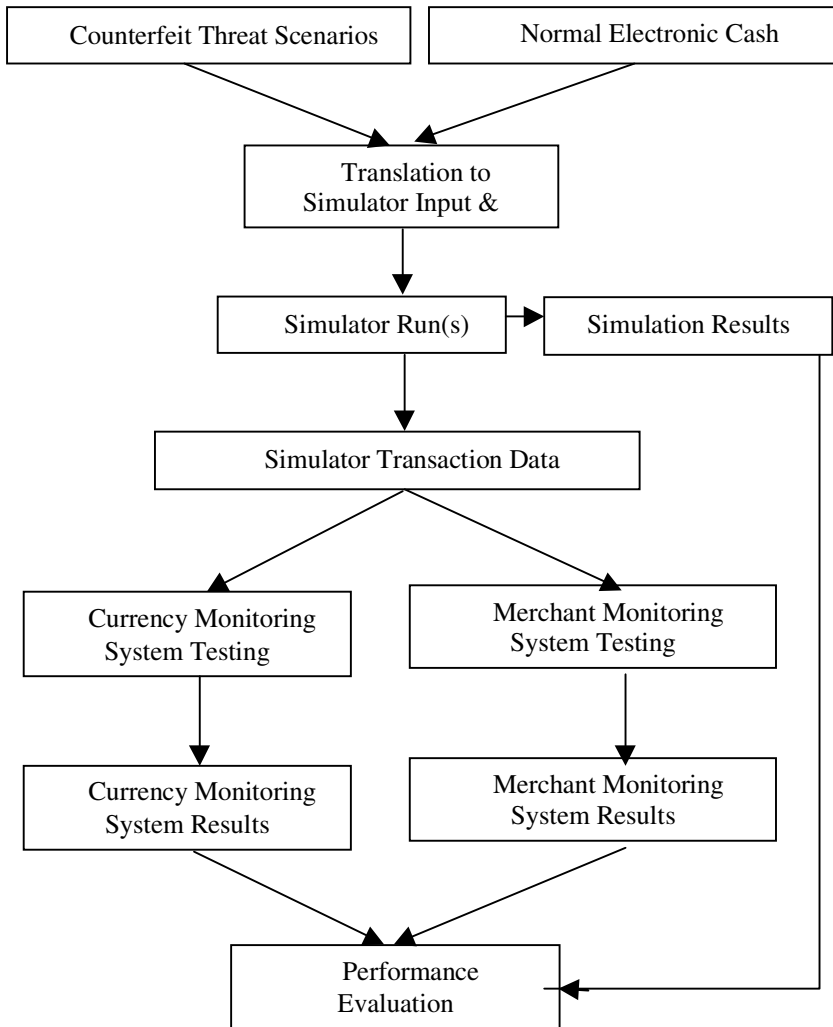 Counterfeit Threat Scenarios
Normal Electronic Cash
Translation to
Simulator Input &
Simulator Run(s)
Simulation Results
Simulator Transaction Data
Currency Monitoring
System Testing
Merchant Monitoring
System Testing
Currency Monitoring
System Results
Merchant Monitoring
System Results
Performance
Evaluation